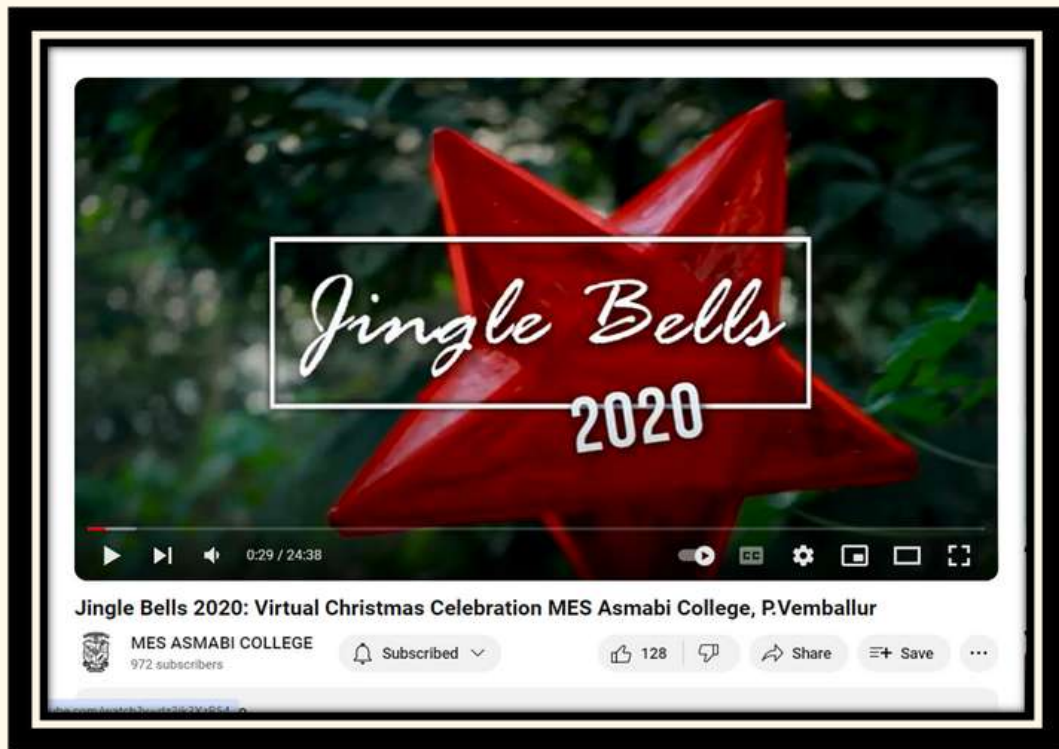 Jingle Bells
2020
0:29 / 24:38
CC
Jingle Bells 2020: Virtual Christmas Celebration MES Asmabi College, P.Vemballur
MES ASMABI COLLEGE
972 subscribers
Subscribed
128
Share
Save